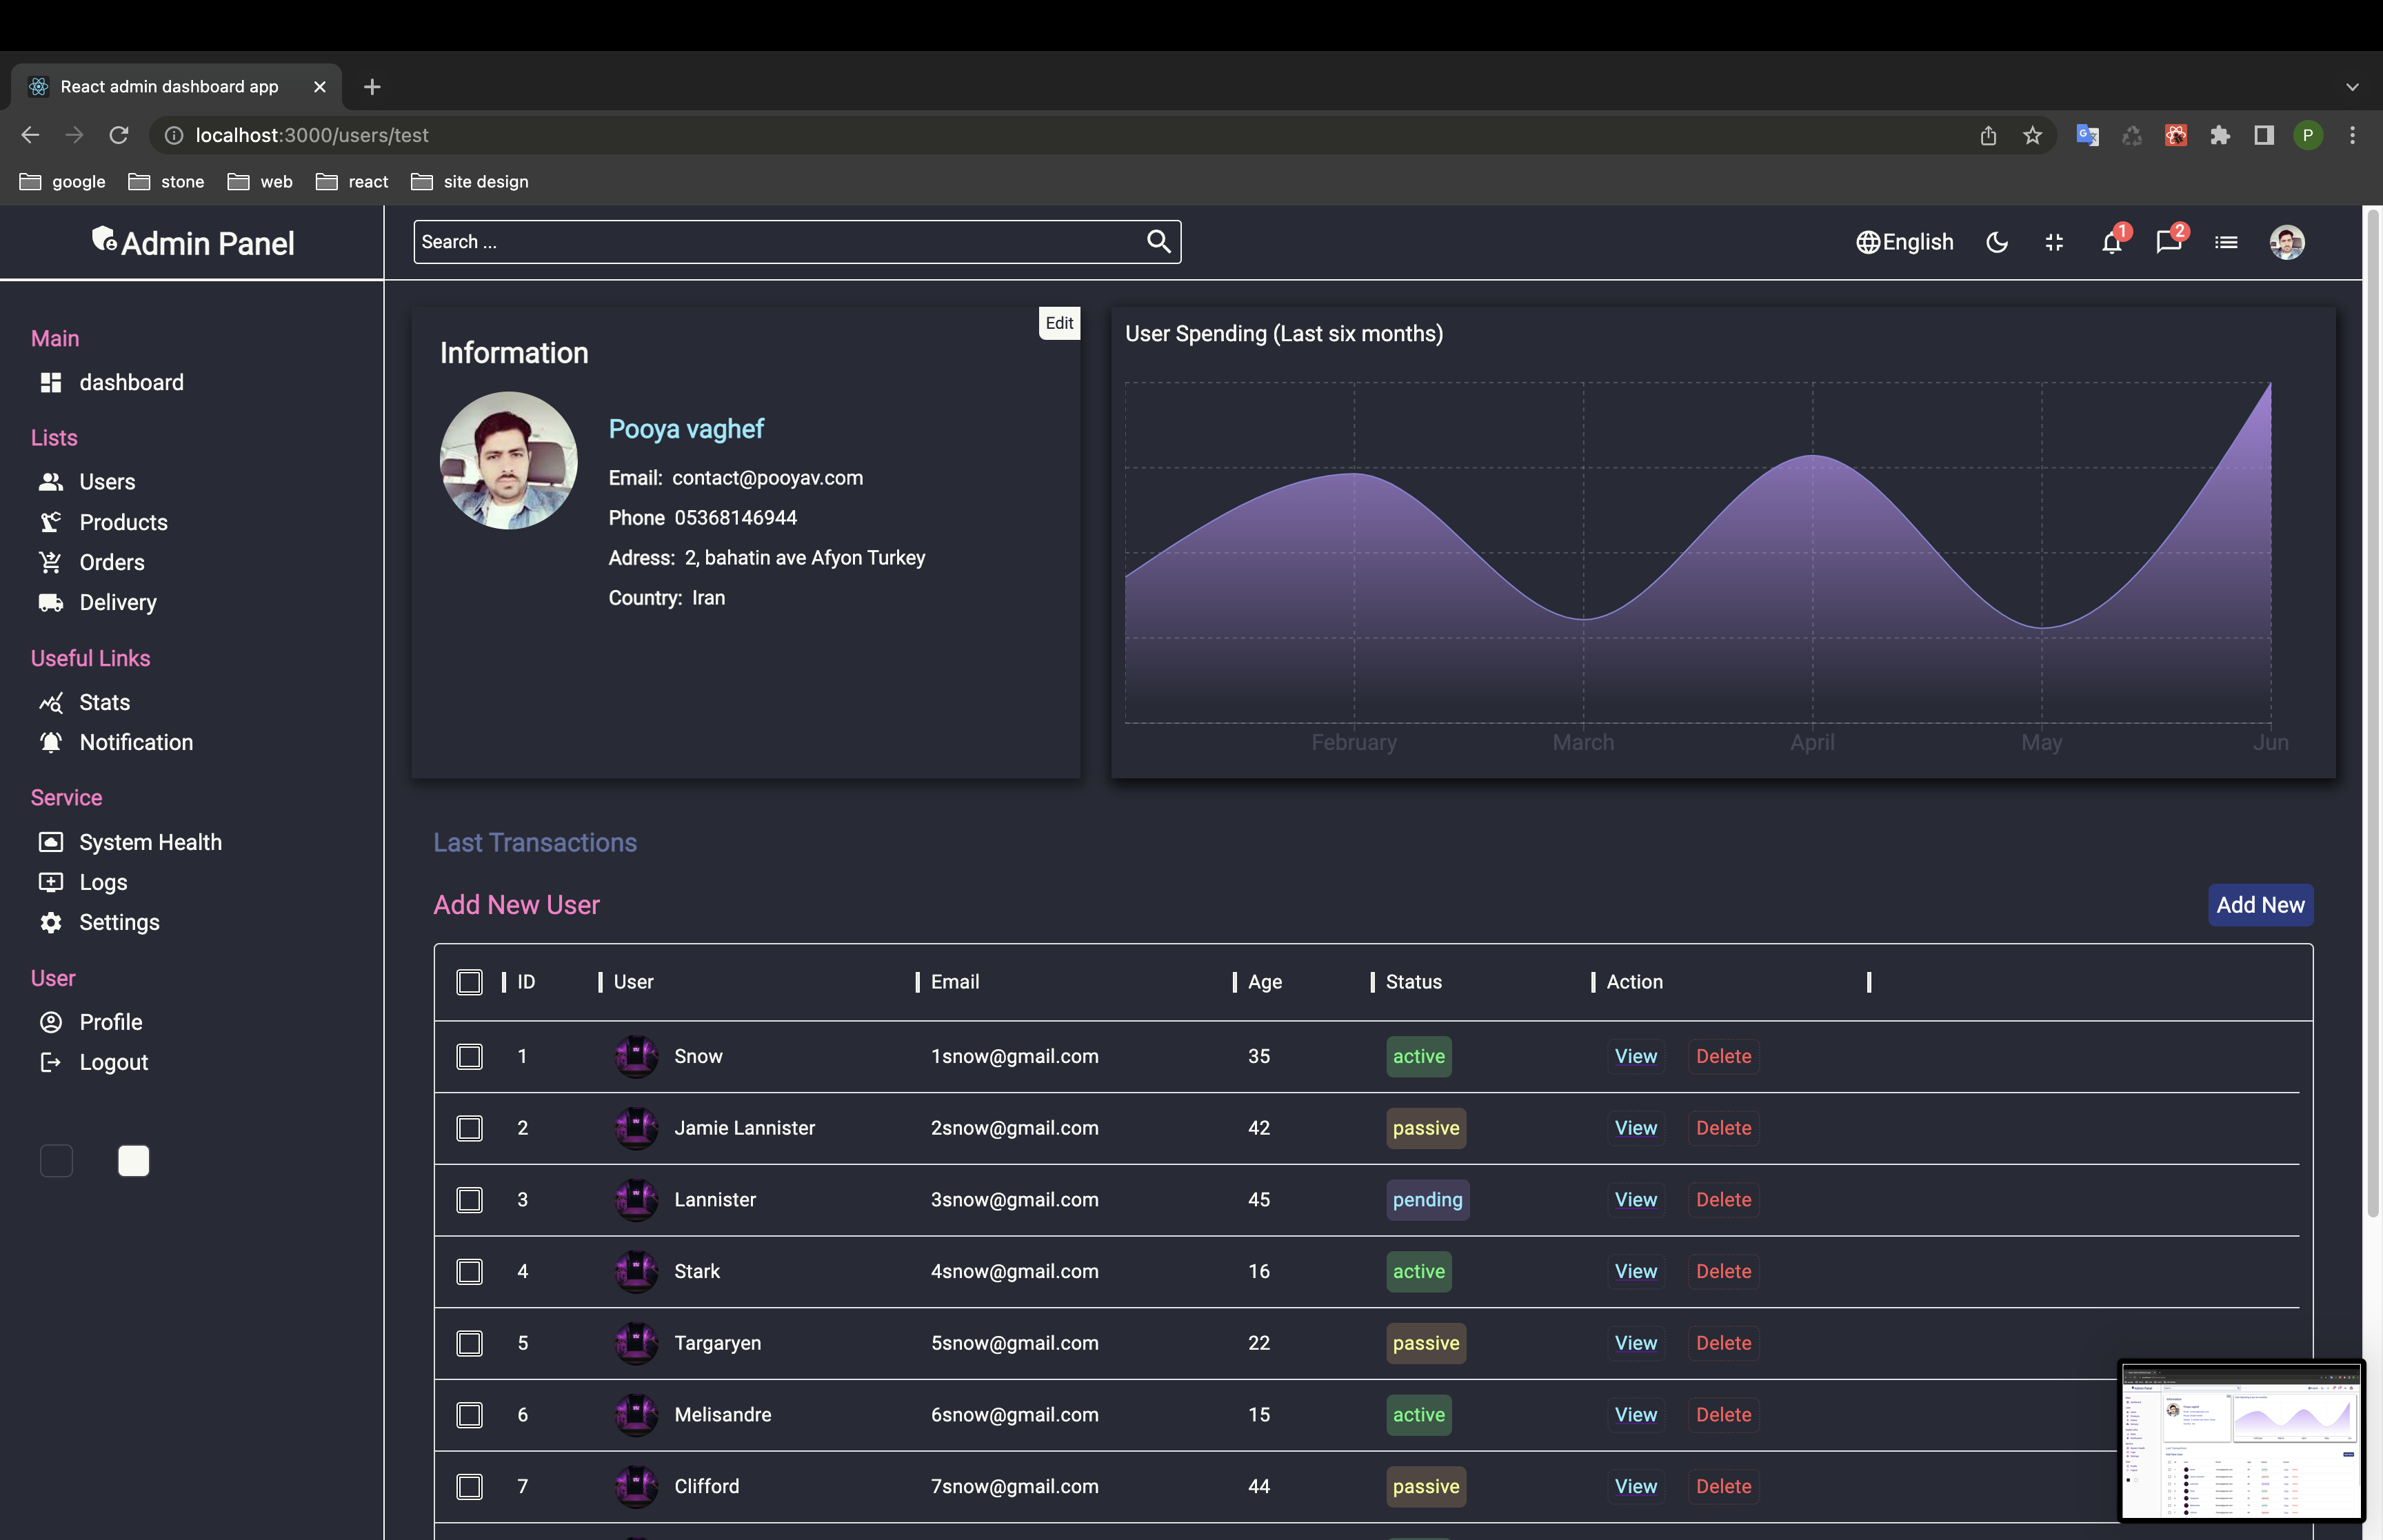 React admin dashboard app
localhost:3000/users/test
P
google stone web react site design
Admin Panel
Search ...
English
1
2
Main
dashboard
Lists
Users
Products
Orders
Delivery
Useful Links
Stats
Notification
Service
System Health
Logs
Settings
User
Profile
Logout
Edit
Information
Pooya vaghef
Email: contact@pooyav.com
Phone 05368146944
Adress: 2, bahatin ave Afyon Turkey
Country: Iran
User Spending (Last six months)
February March April May Jun
Last Transactions
Add New User
Add New
ID User Email Age Status Action
1 Snow 1snow@gmail.com 35 active View Delete
2 Jamie Lannister 2snow@gmail.com 42 passive View Delete
3 Lannister 3snow@gmail.com 45 pending View Delete
4 Stark 4snow@gmail.com 16 active View Delete
5 Targaryen 5snow@gmail.com 22 passive View Delete
6 Melisandre 6snow@gmail.com 15 active View Delete
7 Clifford 7snow@gmail.com 44 passive View Delete